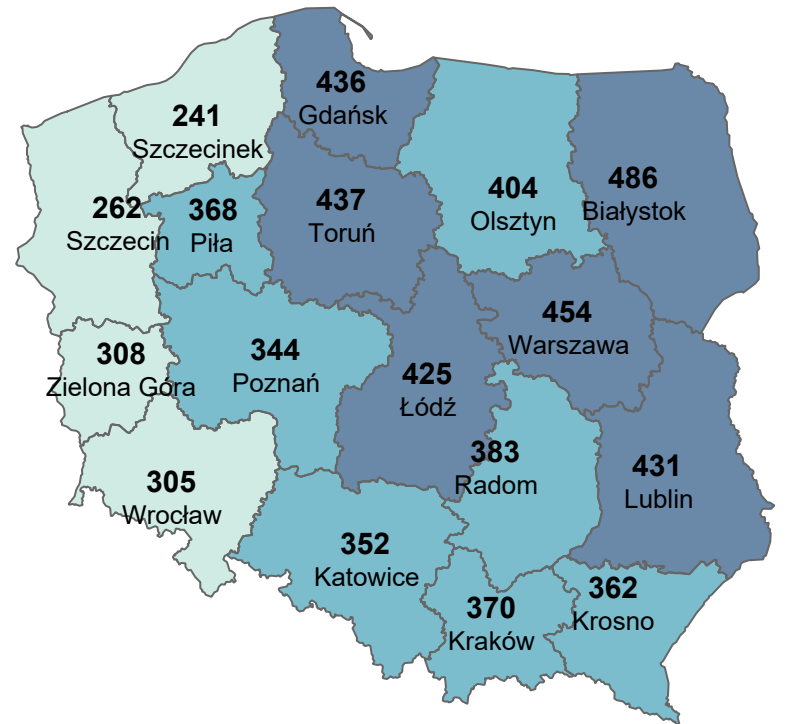 436
Gdańsk
241
Szczecinek
404
Olsztyn
486
Białystok
437
Toruń
262
Szczecin
368
Piła
454
Warszawa
308
Zielona Góra
344
Poznań
425
Łódź
383
Radom
431
Lublin
305
Wrocław
352
Katowice
370
Kraków
362
Krosno